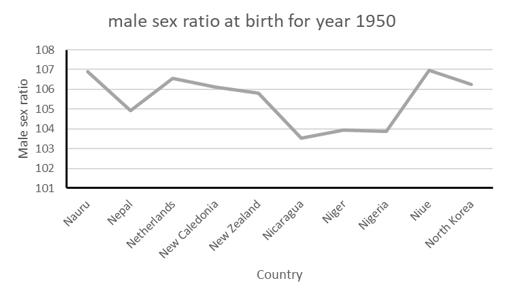 male sex ratio at birth for year 1950
Male sex ratio
108
107
106
105
104
103
102
101
Nauru
Nepal
Netherlands
New Caledonia
New Zealand
Nicaragua
Niger
Nigeria
Niue
North Korea
Country